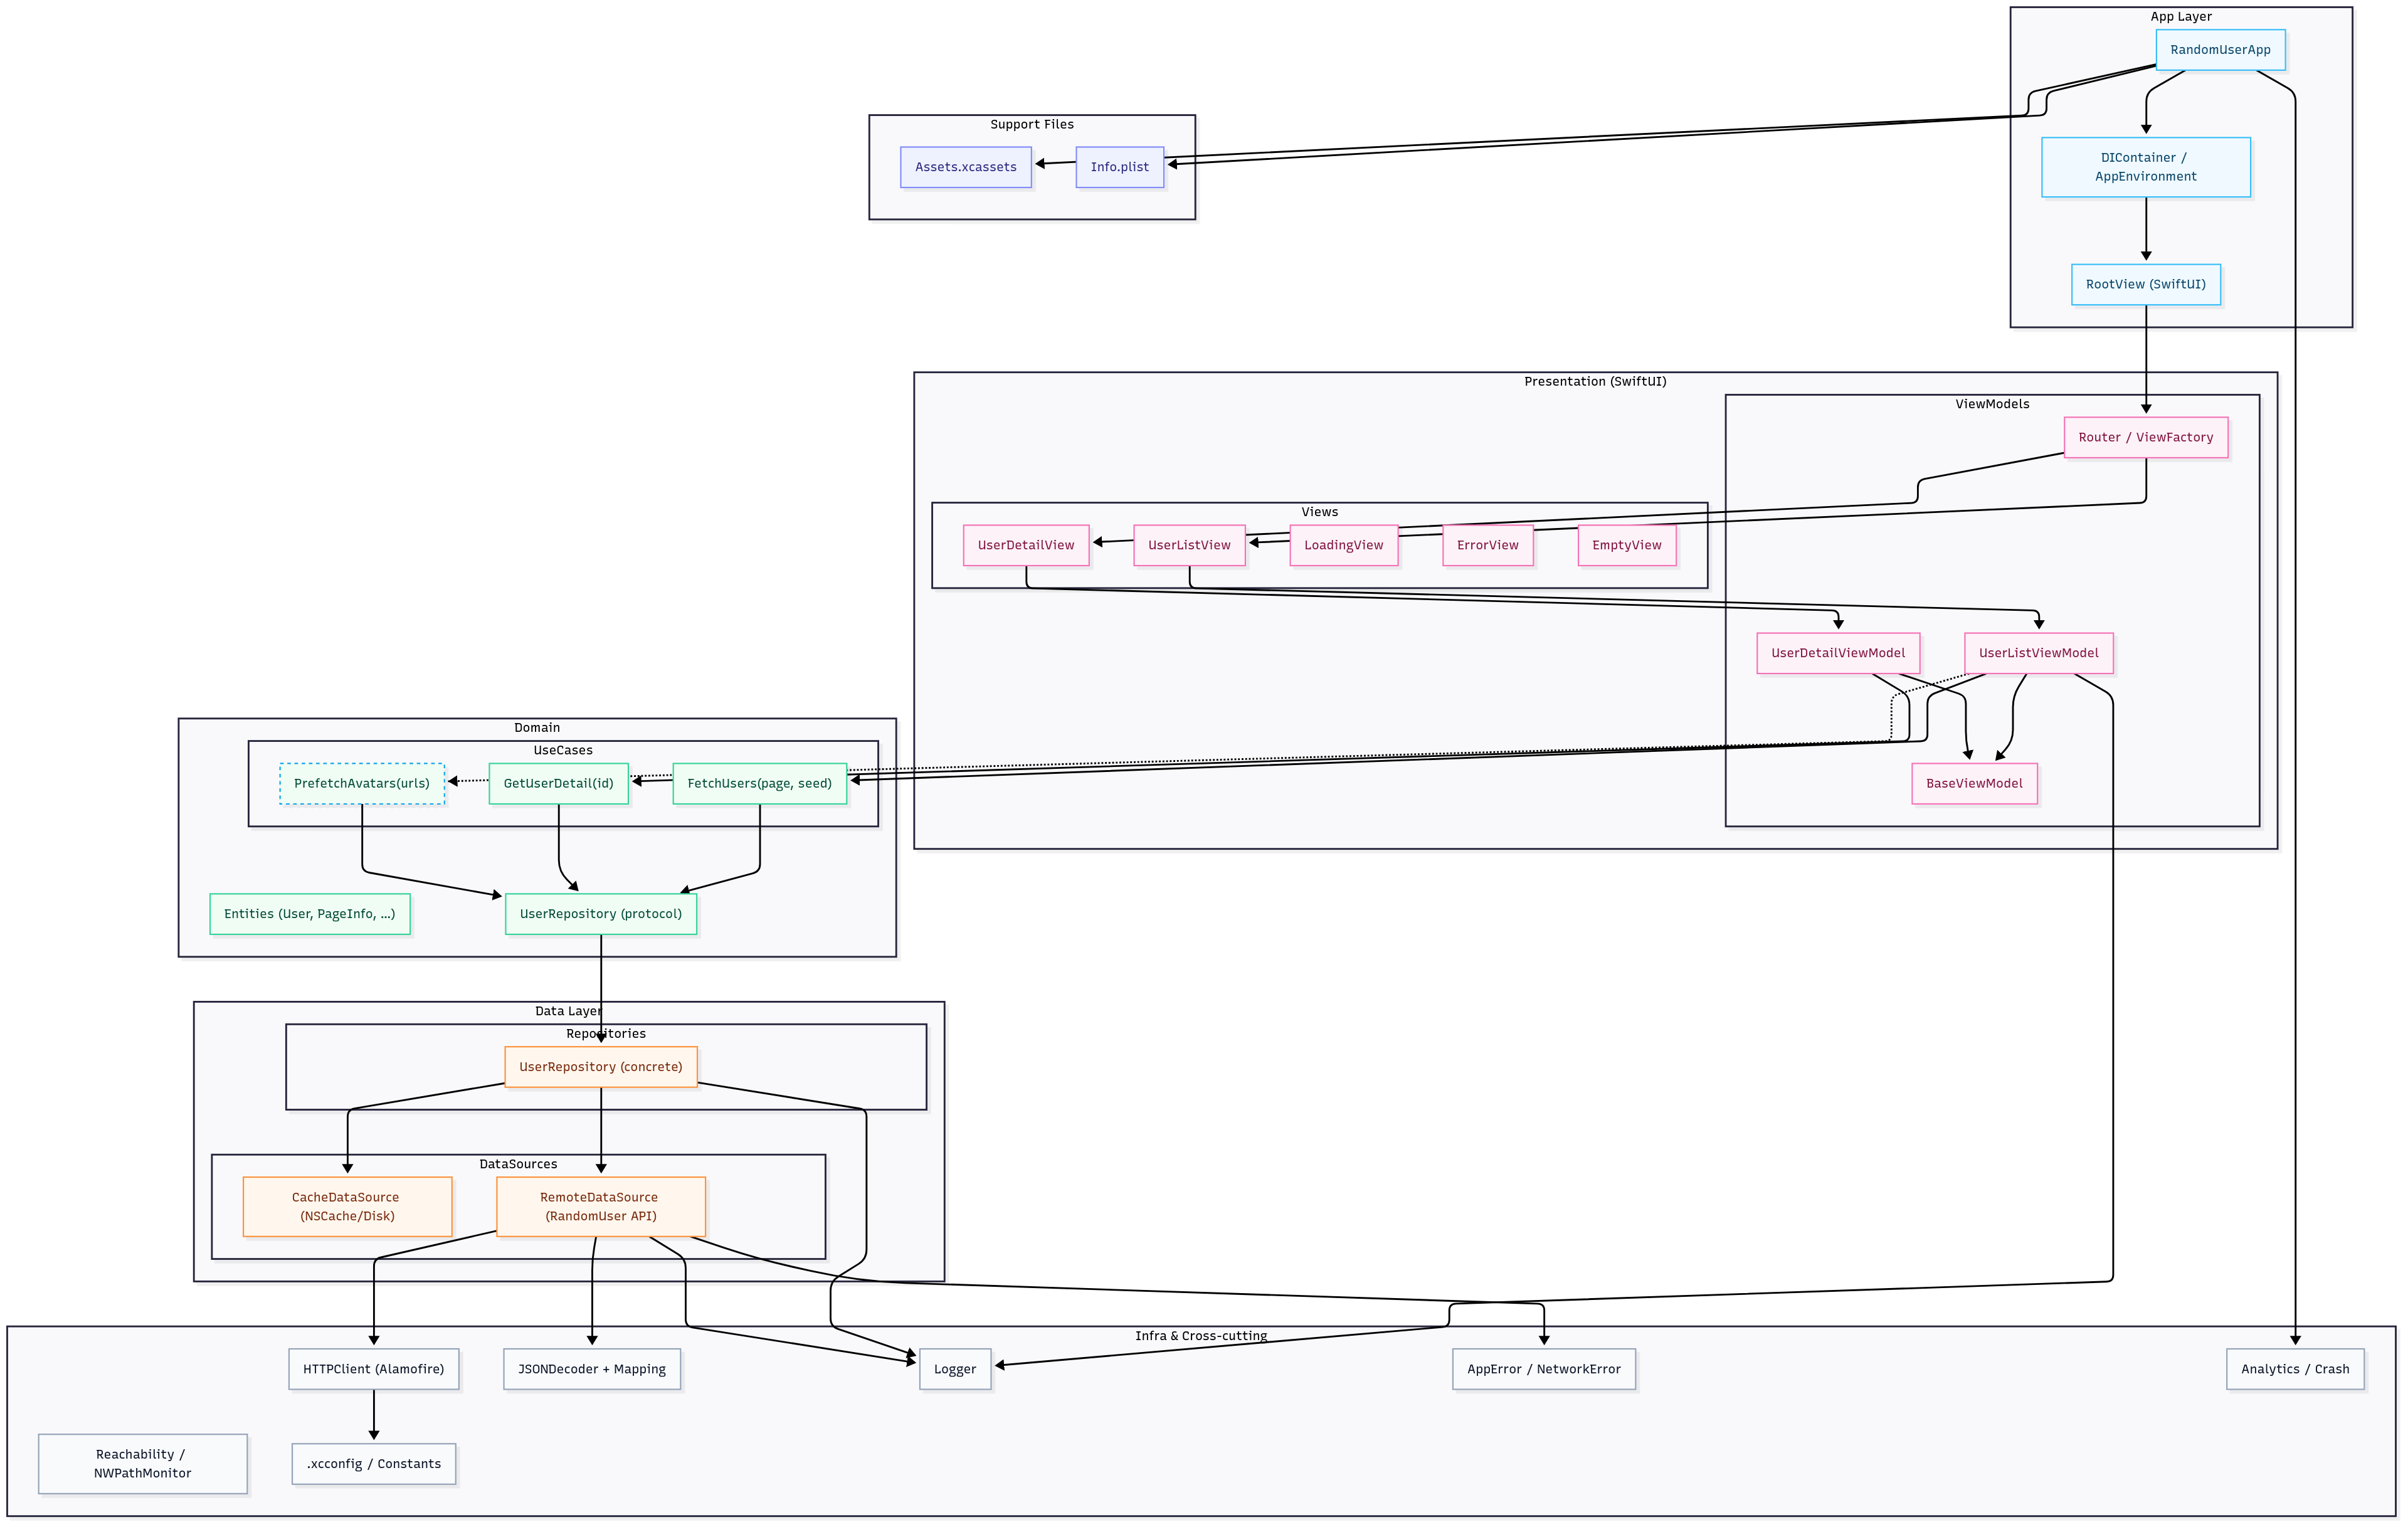 App Layer
RandomUserApp
Support Files
Assets.xcassets
Info.plist
DIContainer /
AppEnvironment
RootView (SwiftUI)
Presentation (SwiftUI)
ViewModels
Router / ViewFactory
Views
UserDetailView
UserListView
LoadingView
ErrorView
EmptyView
UserDetailViewModel
UserListViewModel
BaseViewModel
Domain
UseCases
PrefetchAvatars(urls)
GetUserDetail(id)
FetchUsers(page, seed)
Entities (User, PageInfo, ...)
UserRepository (protocol)
Data Layer
Repositories
UserRepository (concrete)
DataSources
CacheDataSource
(NSCache/Disk)
RemoteDataSource
(RandomUser API)
Infra & Cross-cutting
HTTPClient (Alamofire)
JSONDecoder + Mapping
Logger
AppError / NetworkError
Analytics / Crash
Reachability /
NWPathMonitor
.xcconfig / Constants